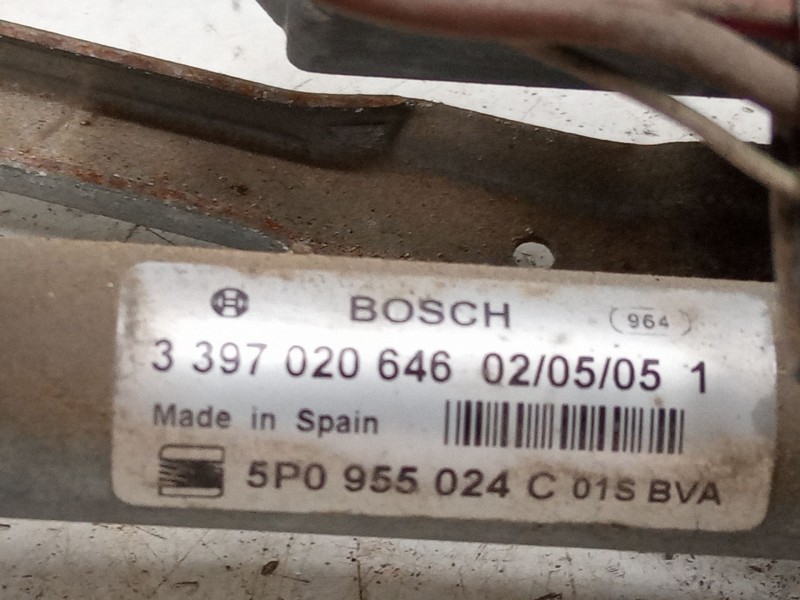 BOSCH (964)
3 397 020 646 02/05/05 1
Made in Spain
5P0 955 024 C 01S BVA